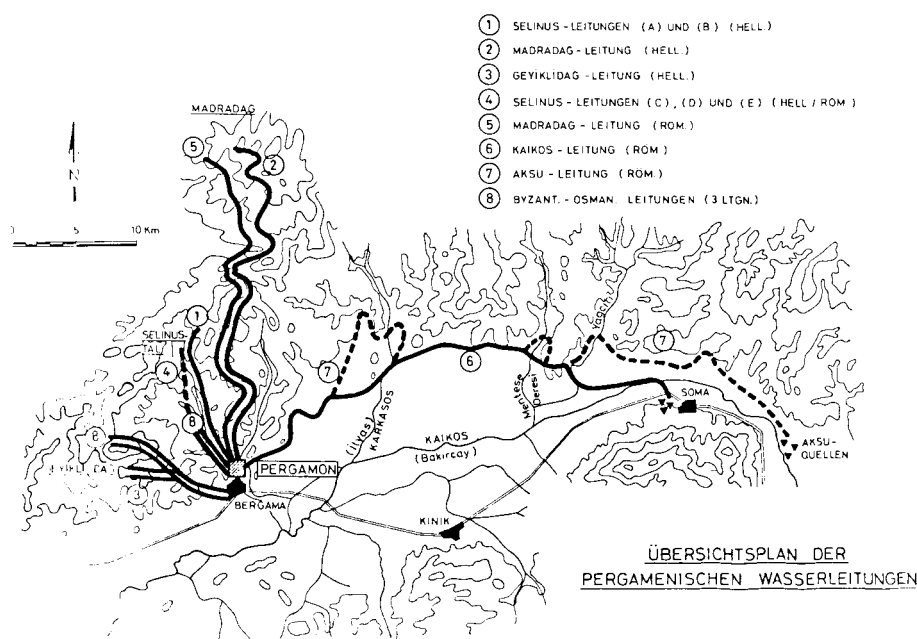 1 SELINUS-LEITUNGEN (A) UND (B) (HELL.)
2 MADRADAG-LEITUNG (HELL.)
3 GEYIKLIDAG-LEITUNG (HELL.)
4 SELINUS-LEITUNGEN (C), (D) UND (E) (HELL/ROM)
5 MADRADAG-LEITUNG (ROM.)
6 KAIKOS-LEITUNG (ROM)
7 AKSU-LEITUNG (RÖM.)
8 BYZANT.-OSMAN. LEITUNGEN (3 LTGN.)
MADRADAG
5
2
N
0 5 10 Km
1
SELINUS-
TAL
4
7
6
7
Yagcili
8
(Ilyas)
KARKASOS
Mentese
Deresi
SOMA
8
KAIKOS
(Bakircay)
AKSU-
QUELLEN
PERGAMON
3
BERGAMA
KINIK
ÜBERSICHTSPLAN DER
PERGAMENISCHEN WASSERLEITUNGEN